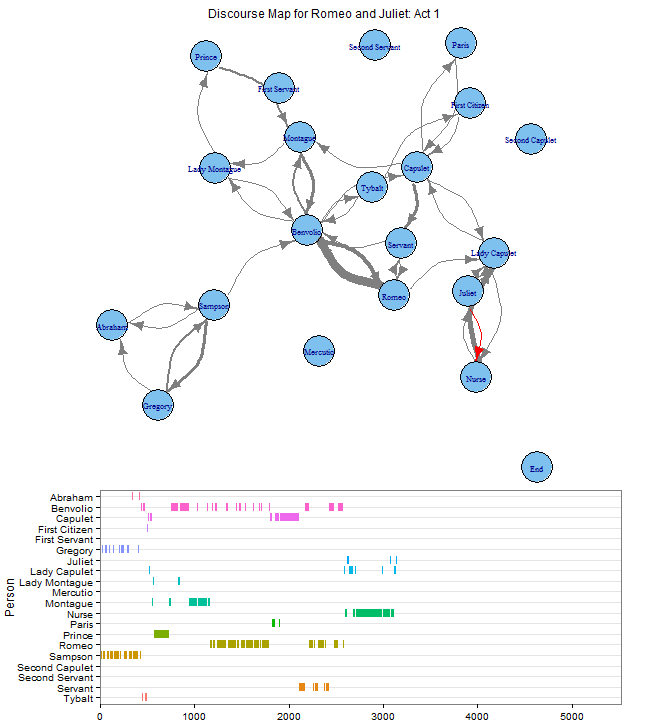 Discourse Map for Romeo and Juliet: Act 1
Prince
Second Servant
Paris
First Servant
First Citizen
Montague
Second Capulet
Lady Montague
Capulet
Tybalt
Benvolio
Servant
Lady Capulet
Juliet
Romeo
Sampson
Abraham
Mercutio
Nurse
Gregory
End
Person
Abraham
Benvolio
Capulet
First Citizen
First Servant
Gregory
Juliet
Lady Capulet
Lady Montague
Mercutio
Montague
Nurse
Paris
Prince
Romeo
Sampson
Second Capulet
Second Servant
Servant
Tybalt
0 1000 2000 3000 4000 5000